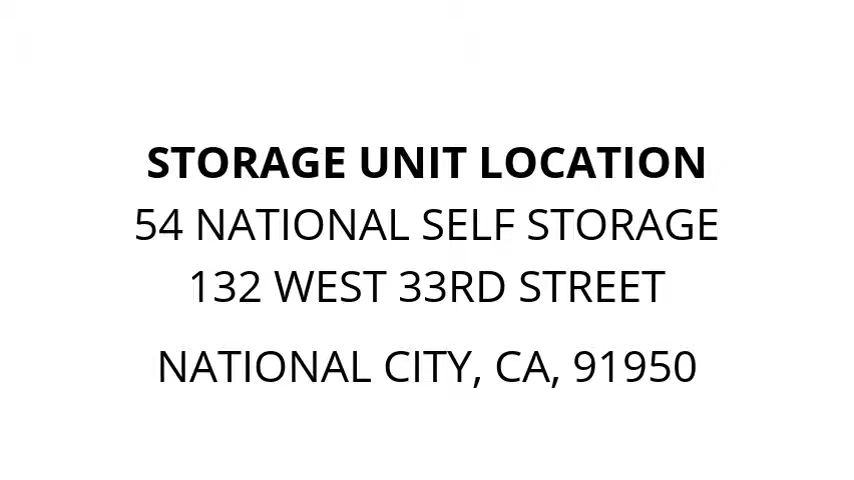 STORAGE UNIT LOCATION
54 NATIONAL SELF STORAGE
132 WEST 33RD STREET
NATIONAL CITY, CA, 91950